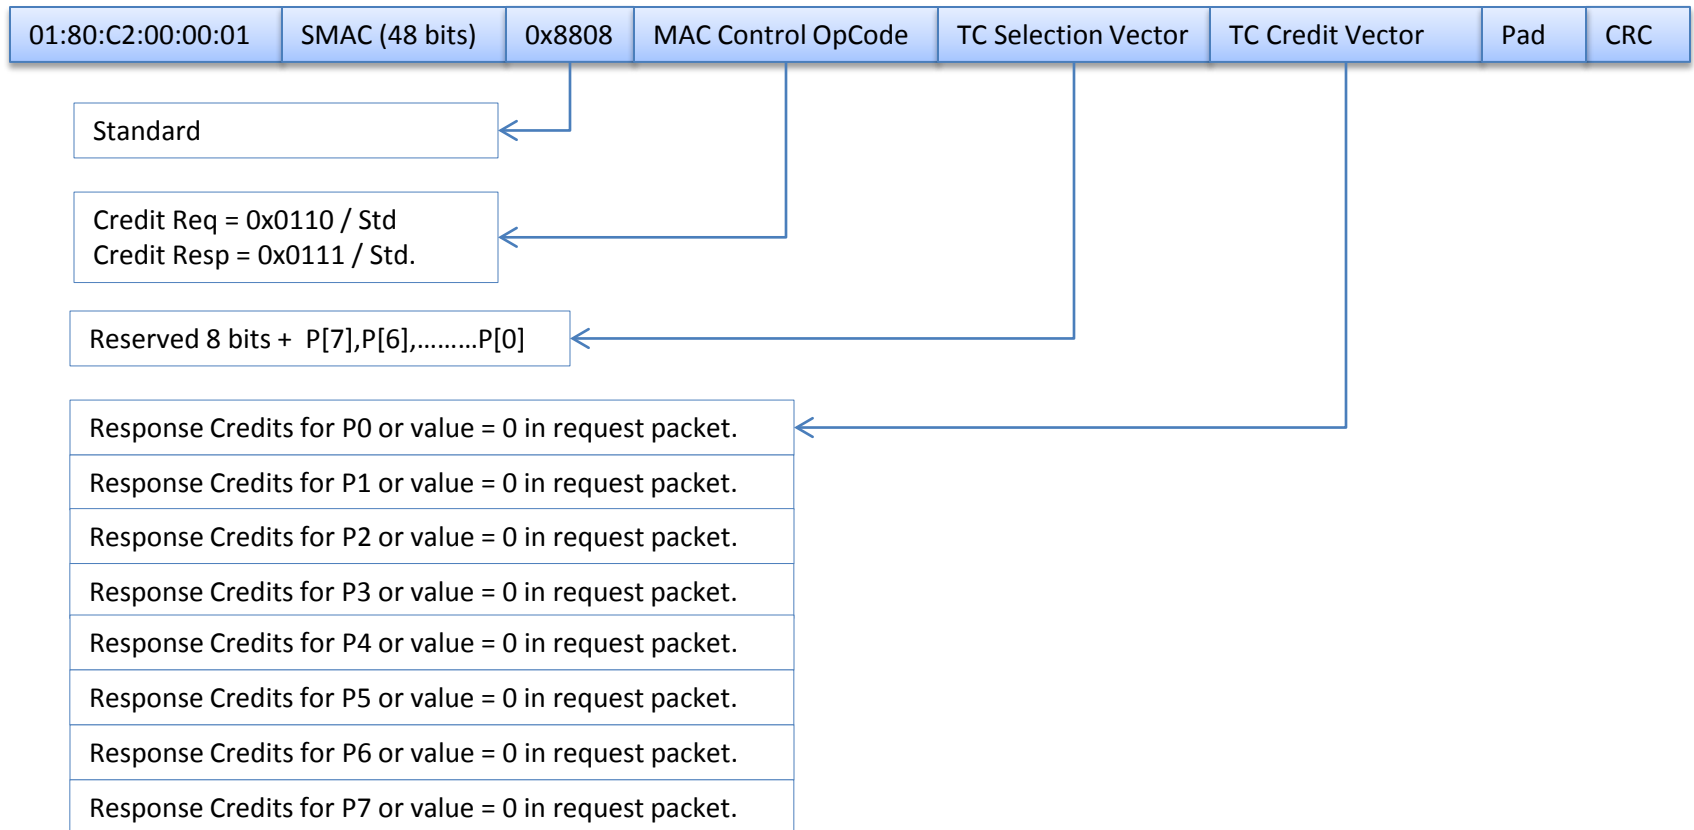 01:80:C2:00:00:01 SMAC (48 bits) 0x8808 MAC Control OpCode TC Selection Vector TC Credit Vector Pad CRC
Standard
Credit Req = 0x0110 / Std
Credit Resp = 0x0111 / Std.
Reserved 8 bits + P[7],P[6],.........P[0]
Response Credits for P0 or value = 0 in request packet.
Response Credits for P1 or value = 0 in request packet.
Response Credits for P2 or value = 0 in request packet.
Response Credits for P3 or value = 0 in request packet.
Response Credits for P4 or value = 0 in request packet.
Response Credits for P5 or value = 0 in request packet.
Response Credits for P6 or value = 0 in request packet.
Response Credits for P7 or value = 0 in request packet.